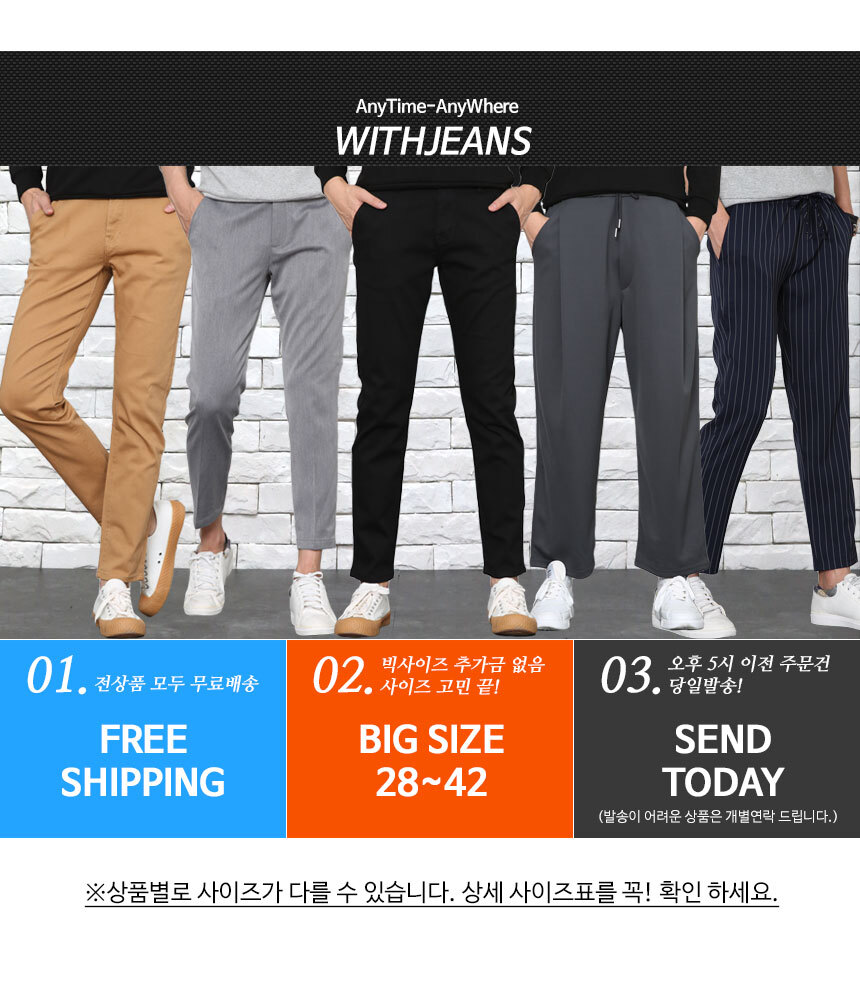 AnyTime-AnyWhere
WITHJEANS
01. 전상품 모두 무료배송
FREE
SHIPPING
02. 빅사이즈 추가금 없음
사이즈 고민 끝!
BIG SIZE
28~42
03. 오후 5시 이전 주문건
당일발송!
SEND
TODAY
(발송이 어려운 상품은 개별연락 드립니다.)
※상품별로 사이즈가 다를 수 있습니다. 상세 사이즈표를 꼭! 확인 하세요.